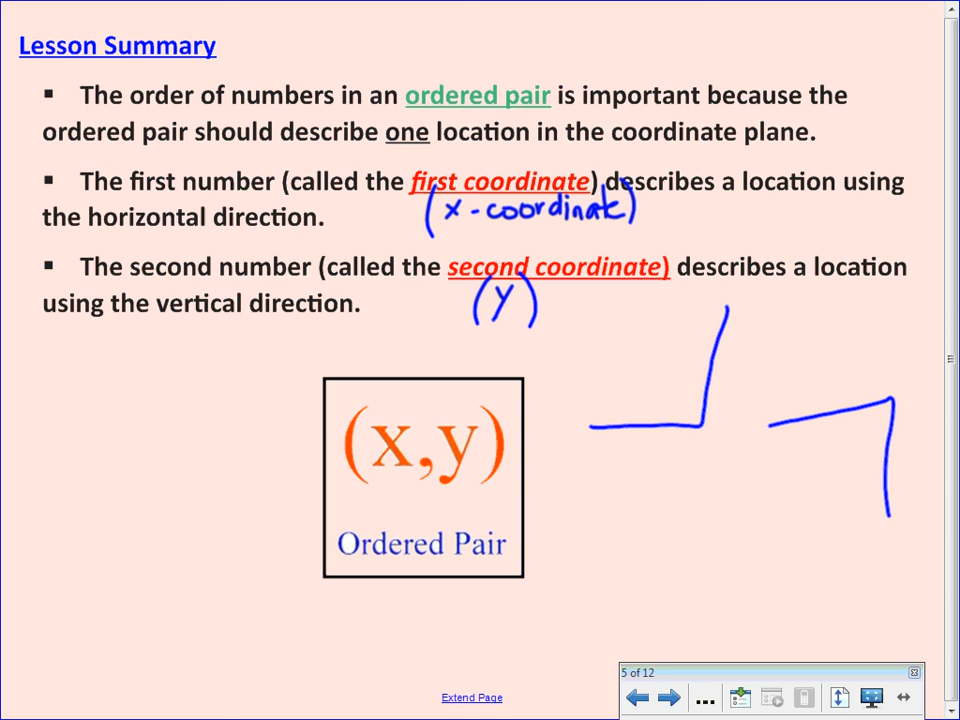 Lesson Summary
▪ The order of numbers in an ordered pair is important because the
ordered pair should describe one location in the coordinate plane.
▪ The first number (called the first coordinate) describes a location using
the horizontal direction.
(x - coordinate)
▪ The second number (called the second coordinate) describes a location
using the vertical direction.
(y)
(x,y)
Ordered Pair
Extend Page
5 of 12